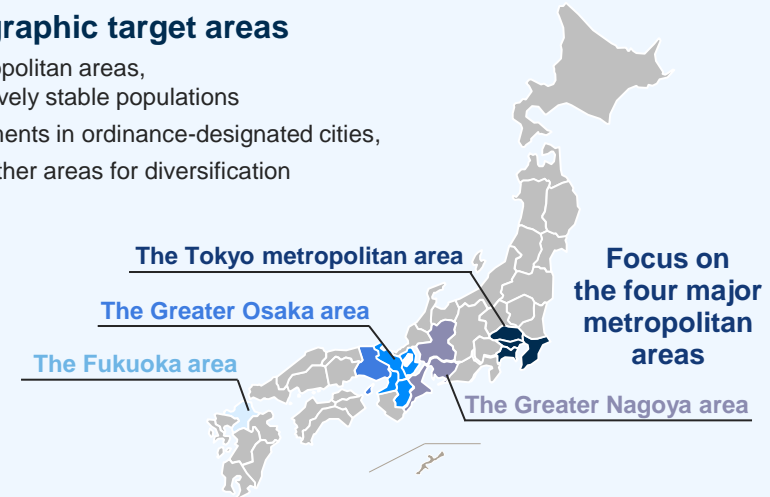 graphic target areas
opolitan areas,
vely stable populations
ments in ordinance-designated cities,
ther areas for diversification
The Tokyo metropolitan area
Focus on
the four major
metropolitan
areas
The Greater Osaka area
The Fukuoka area
The Greater Nagoya area